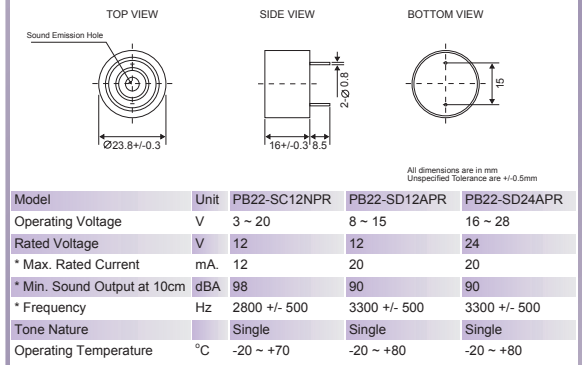 TOP VIEW SIDE VIEW BOTTOM VIEW
Sound Emission Hole
2-Ø 0.8
15
Ø23.8+/-0.3 16+/-0.3 8.5
All dimensions are in mm
Unspecified Tolerance are +/-0.5mm
Model Unit PB22-SC12NPR PB22-SD12APR PB22-SD24APR
Operating Voltage V 3 ~ 20 8 ~ 15 16 ~ 28
Rated Voltage V 12 12 24
* Max. Rated Current mA. 12 20 20
* Min. Sound Output at 10cm dBA 98 90 90
* Frequency Hz 2800 +/- 500 3300 +/- 500 3300 +/- 500
Tone Nature Single Single Single
Operating Temperature °C -20 ~ +70 -20 ~ +80 -20 ~ +80